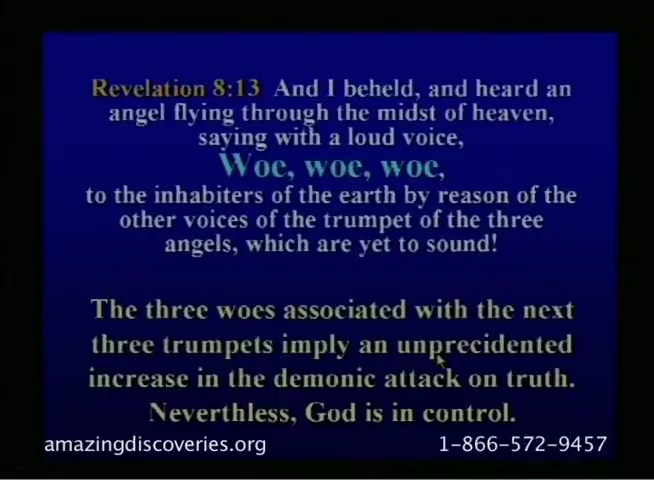 Revelation 8:13 And I beheld, and heard an
angel flying through the midst of heaven,
saying with a loud voice,
Woe, woe, woe,
to the inhabiters of the earth by reason of the
other voices of the trumpet of the three
angels, which are yet to sound!
The three woes associated with the next
three trumpets imply an unprecidented
increase in the demonic attack on truth.
Neverthless, God is in control.
amazingdiscoveries.org 1-866-572-9457